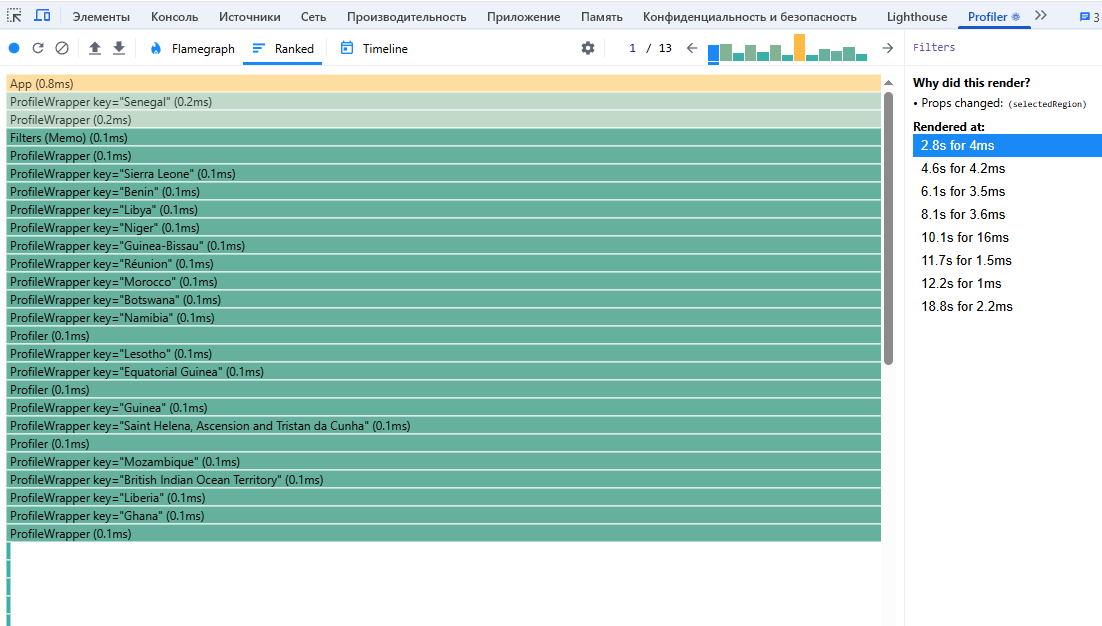 Элементы Консоль Источники Сеть Производительность Приложение Память Конфиденциальность и безопасность Lighthouse Profiler 3
Flamegraph Ranked Timeline 1 / 13 Filters
App (0.8ms)
ProfileWrapper key="Senegal" (0.2ms)
ProfileWrapper (0.2ms)
Filters (Memo) (0.1ms)
ProfileWrapper (0.1ms)
ProfileWrapper key="Sierra Leone" (0.1ms)
ProfileWrapper key="Benin" (0.1ms)
ProfileWrapper key="Libya" (0.1ms)
ProfileWrapper key="Niger" (0.1ms)
ProfileWrapper key="Guinea-Bissau" (0.1ms)
ProfileWrapper key="Réunion" (0.1ms)
ProfileWrapper key="Morocco" (0.1ms)
ProfileWrapper key="Botswana" (0.1ms)
ProfileWrapper key="Namibia" (0.1ms)
Profiler (0.1ms)
ProfileWrapper key="Lesotho" (0.1ms)
ProfileWrapper key="Equatorial Guinea" (0.1ms)
Profiler (0.1ms)
ProfileWrapper key="Guinea" (0.1ms)
ProfileWrapper key="Saint Helena, Ascension and Tristan da Cunha" (0.1ms)
Profiler (0.1ms)
ProfileWrapper key="Mozambique" (0.1ms)
ProfileWrapper key="British Indian Ocean Territory" (0.1ms)
ProfileWrapper key="Liberia" (0.1ms)
ProfileWrapper key="Ghana" (0.1ms)
ProfileWrapper (0.1ms)
Why did this render?
• Props changed: (selectedRegion)
Rendered at:
2.8s for 4ms
4.6s for 4.2ms
6.1s for 3.5ms
8.1s for 3.6ms
10.1s for 16ms
11.7s for 1.5ms
12.2s for 1ms
18.8s for 2.2ms